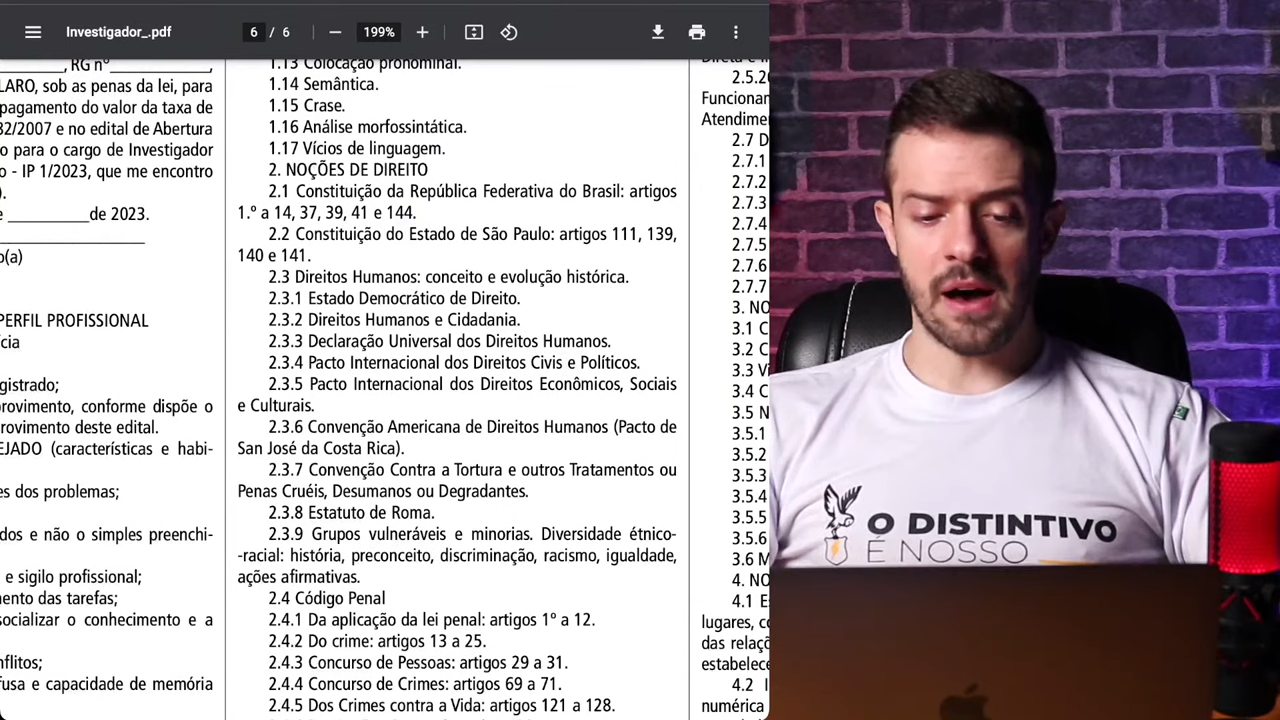 Investigador_.pdf
6 / 6
199%
, RG nº ,
LARO, sob as penas da lei, para
pagamento do valor da taxa de
32/2007 e no edital de Abertura
o para o cargo de Investigador
o - IP 1/2023, que me encontro
).
e __________de 2023.
o(a)
PERFIL PROFISSIONAL
ícia
gistrado;
rovimento, conforme dispõe o
rovimento deste edital.
EJADO (características e habi-
es dos problemas;
dos e não o simples preenchi-
e sigilo profissional;
ento das tarefas;
socializar o conhecimento e a
nflitos;
fusa e capacidade de memória
1.13 Colocação pronominal.
1.14 Semântica.
1.15 Crase.
1.16 Análise morfossintática.
1.17 Vícios de linguagem.
2. NOÇÕES DE DIREITO
2.1 Constituição da República Federativa do Brasil: artigos
1.º a 14, 37, 39, 41 e 144.
2.2 Constituição do Estado de São Paulo: artigos 111, 139,
140 e 141.
2.3 Direitos Humanos: conceito e evolução histórica.
2.3.1 Estado Democrático de Direito.
2.3.2 Direitos Humanos e Cidadania.
2.3.3 Declaração Universal dos Direitos Humanos.
2.3.4 Pacto Internacional dos Direitos Civis e Políticos.
2.3.5 Pacto Internacional dos Direitos Econômicos, Sociais
e Culturais.
2.3.6 Convenção Americana de Direitos Humanos (Pacto de
San José da Costa Rica).
2.3.7 Convenção Contra a Tortura e outros Tratamentos ou
Penas Cruéis, Desumanos ou Degradantes.
2.3.8 Estatuto de Roma.
2.3.9 Grupos vulneráveis e minorias. Diversidade étnico-
-racial: história, preconceito, discriminação, racismo, igualdade,
ações afirmativas.
2.4 Código Penal
2.4.1 Da aplicação da lei penal: artigos 1º a 12.
2.4.2 Do crime: artigos 13 a 25.
2.4.3 Concurso de Pessoas: artigos 29 a 31.
2.4.4 Concurso de Crimes: artigos 69 a 71.
2.4.5 Dos Crimes contra a Vida: artigos 121 a 128.
2.5.2
Funcionar
Atendime
2.7 D
2.7.1
2.7.2
2.7.3
2.7.4
2.7.5
2.7.6
2.7.7
3. NO
3.1 C
3.2 C
3.3 Vi
3.4 C
3.5 N
3.5.1
3.5.2
3.5.3
3.5.4
3.5.5
3.5.6
3.6 M
4. NO
4.1 E
lugares, co
das relaçõ
estabelece
4.2 I
numérica
O DISTINTIVO
É NOSSO